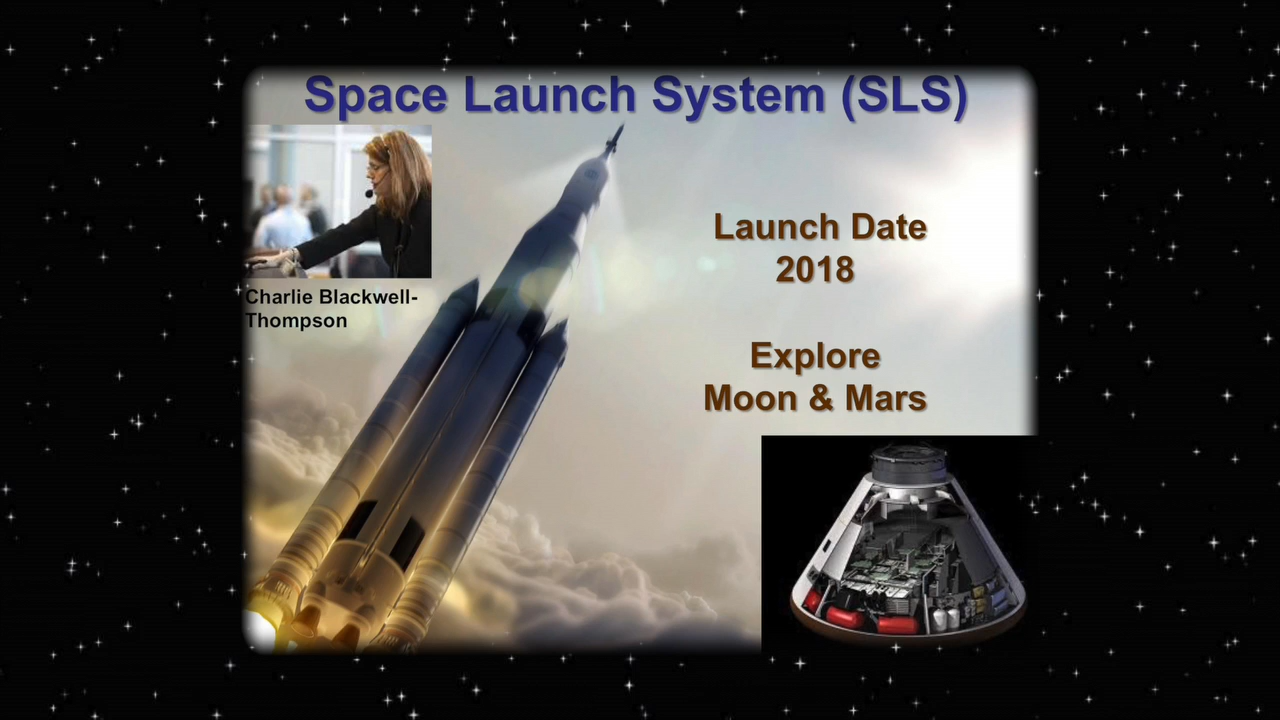 Space Launch System (SLS)
Charlie Blackwell-
Thompson
Launch Date
2018
Explore
Moon & Mars